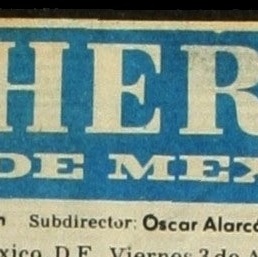 HER
DE MEX
n Subdirector: Oscar Alarcó
xico, D.F., Viernes 3 de A